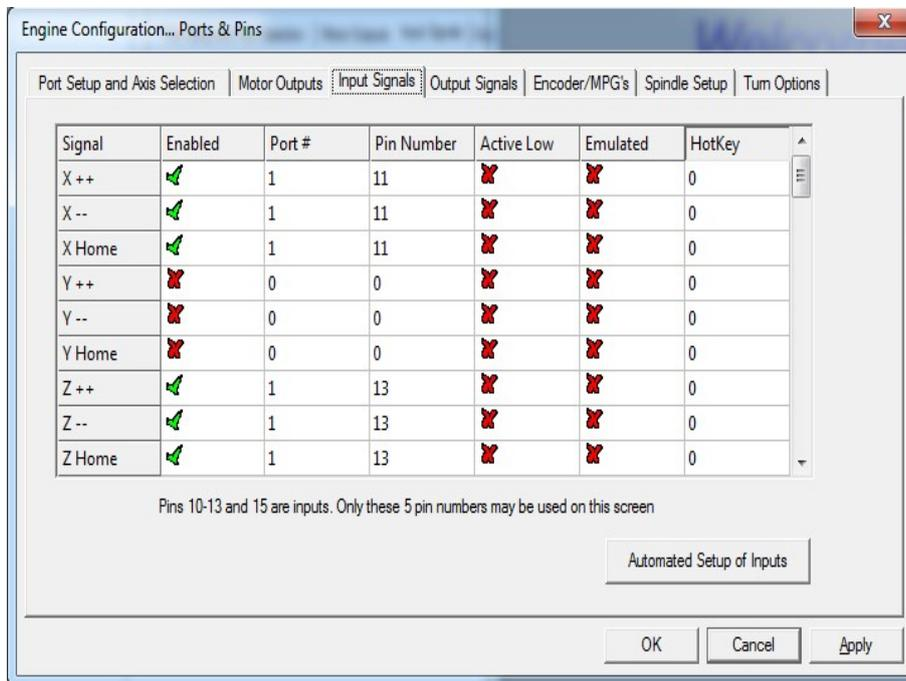 Engine Configuration... Ports & Pins
X
Port Setup and Axis Selection Motor Outputs Input Signals Output Signals Encoder/MPG's Spindle Setup Turn Options
Signal Enabled Port # Pin Number Active Low Emulated HotKey
X ++ 1 11 0
X -- 1 11 0
X Home 1 11 0
Y ++ 0 0 0
Y -- 0 0 0
Y Home 0 0 0
Z ++ 1 13 0
Z -- 1 13 0
Z Home 1 13 0
Pins 10-13 and 15 are inputs. Only these 5 pin numbers may be used on this screen
Automated Setup of Inputs
OK Cancel Apply